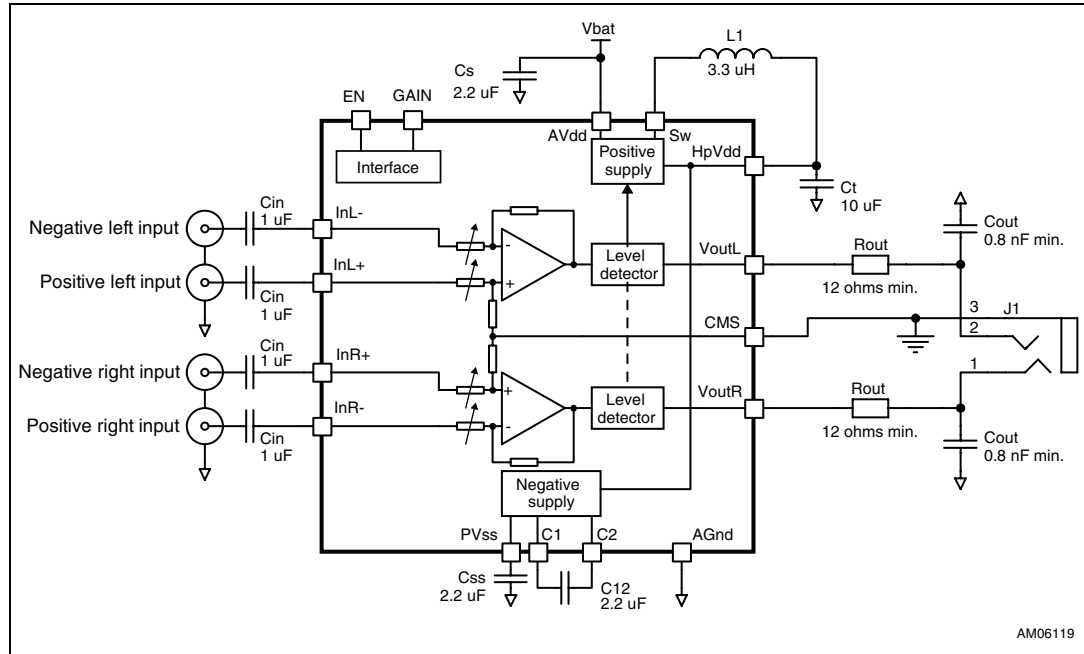 Vbat
L1
3.3 uH
Cs
2.2 uF
EN
GAIN
AVdd
Sw
HpVdd
Interface
Positive
supply
Ct
10 uF
Cin
1 uF
InL-
Negative left input
-
Cout
0.8 nF min.
Level
detector
VoutL
Rout
12 ohms min.
Positive left input
InL+
+
Cin
1 uF
CMS
3
J1
2
Cin
1 uF
InR+
Negative right input
+
1
Level
detector
VoutR
Rout
12 ohms min.
Positive right input
InR-
-
Cin
1 uF
Cout
0.8 nF min.
Negative
supply
PVss
C1
C2
AGnd
Css
2.2 uF
C12
2.2 uF
AM06119